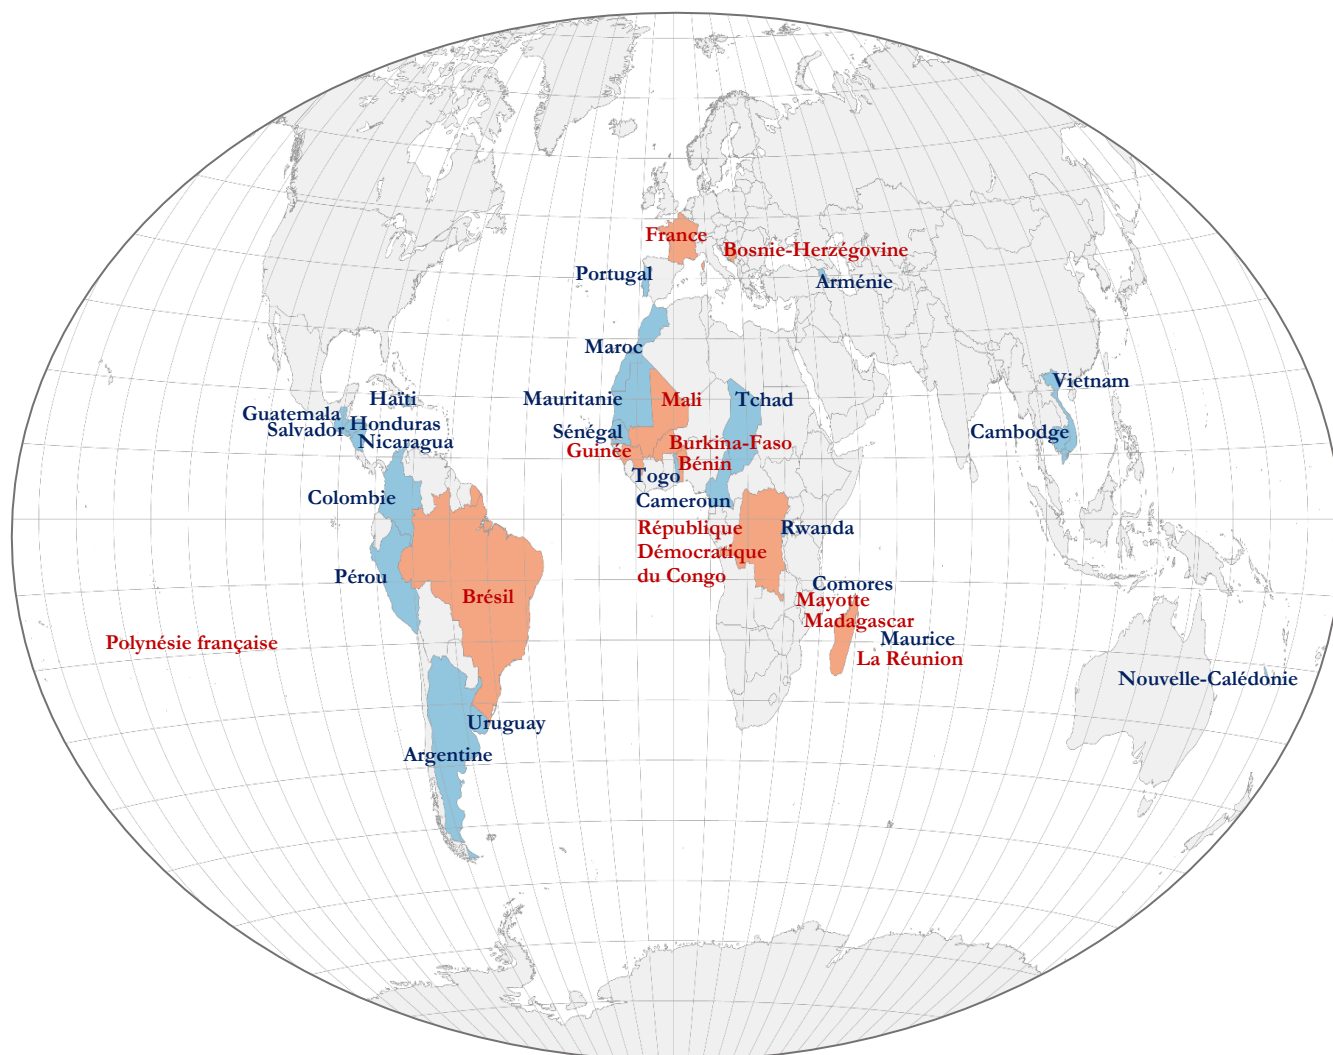 France
Bosnie-Herzégovine
Portugal
Arménie
Maroc
Vietnam
Haïti
Mauritanie
Mali
Tchad
Guatemala
Honduras
Salvador
Sénégal
Cambodge
Nicaragua
Burkina-Faso
Guinée
Bénin
Togo
Colombie
Cameroun
République
Démocratique
du Congo
Rwanda
Pérou
Comores
Brésil
Mayotte
Madagascar
Polynésie française
Maurice
La Réunion
Nouvelle-Calédonie
Uruguay
Argentine